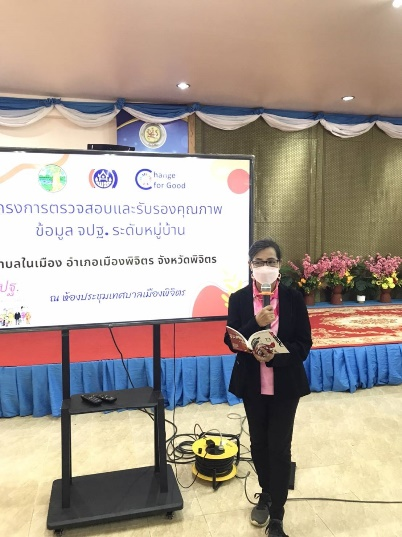 Change
for Good
ครงการตรวจสอบและรับรองคุณภาพ
ข้อมูล จปฐ. ระดับหมู่บ้าน
บลในเมือง อำเภอเมืองพิจิตร จังหวัดพิจิตร
ปฐ.
ณ ห้องประชุมเทศบาลเมืองพิจิตร